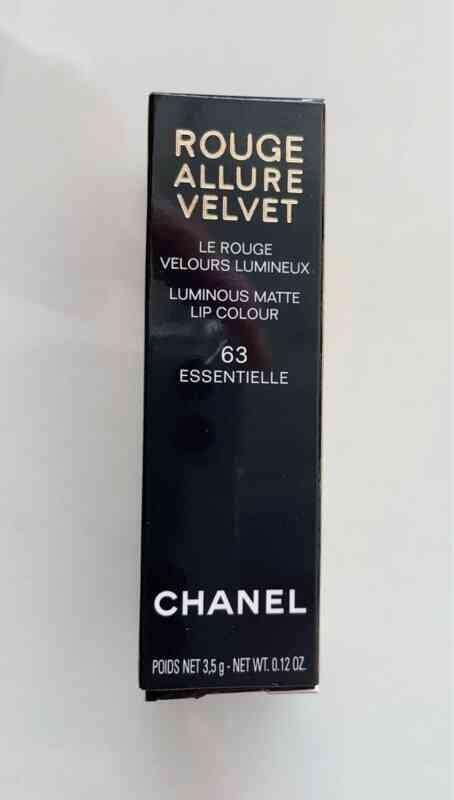 ROUGE
ALLURE
VELVET
LE ROUGE
VELOURS LUMINEUX
LUMINOUS MATTE
LIP COLOUR
63
ESSENTIELLE
CHANEL
POIDS NET 3,5 g - NET WT. 0.12 OZ.